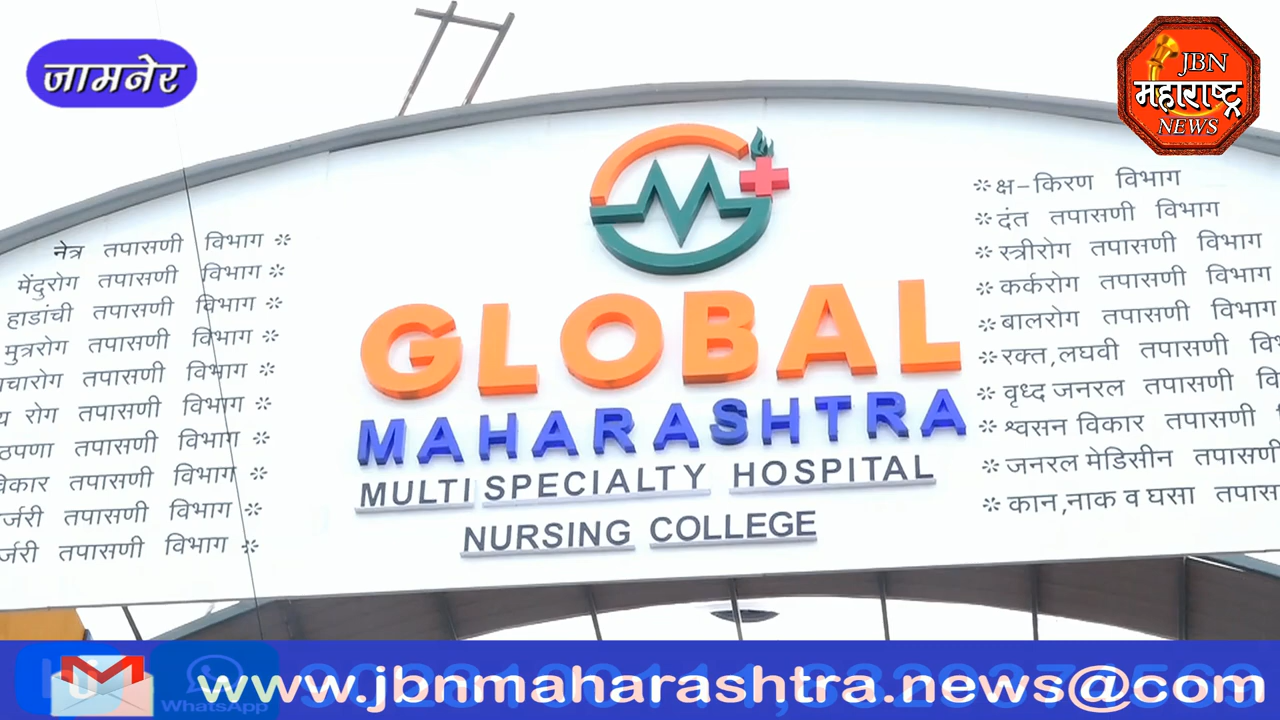 जामनेर
JBN
महाराष्ट्र
NEWS
नेत्र तपासणी विभाग
मेंदुरोग तपासणी विभाग
हाडांची तपासणी विभाग
मुत्ररोग तपासणी विभाग
तपासणी विभाग
रोग तपासणी विभाग
तपासणी विभाग
तपासणी विभाग
तपासणी विभाग
तपासणी विभाग
GLOBAL
MAHARASHTRA
MULTI SPECIALTY HOSPITAL
NURSING COLLEGE
क्ष-किरण विभाग
दंत तपासणी विभाग
स्त्रीरोग तपासणी विभाग
कर्करोग तपासणी विभाग
बालरोग तपासणी विभाग
रक्त,लघवी तपासणी
वृध्द जनरल तपासणी
श्वसन विकार तपासणी
जनरल मेडिसीन तपासणी
कान,नाक व घसा
WhatsApp
www.jbnmaharashtra.news@com